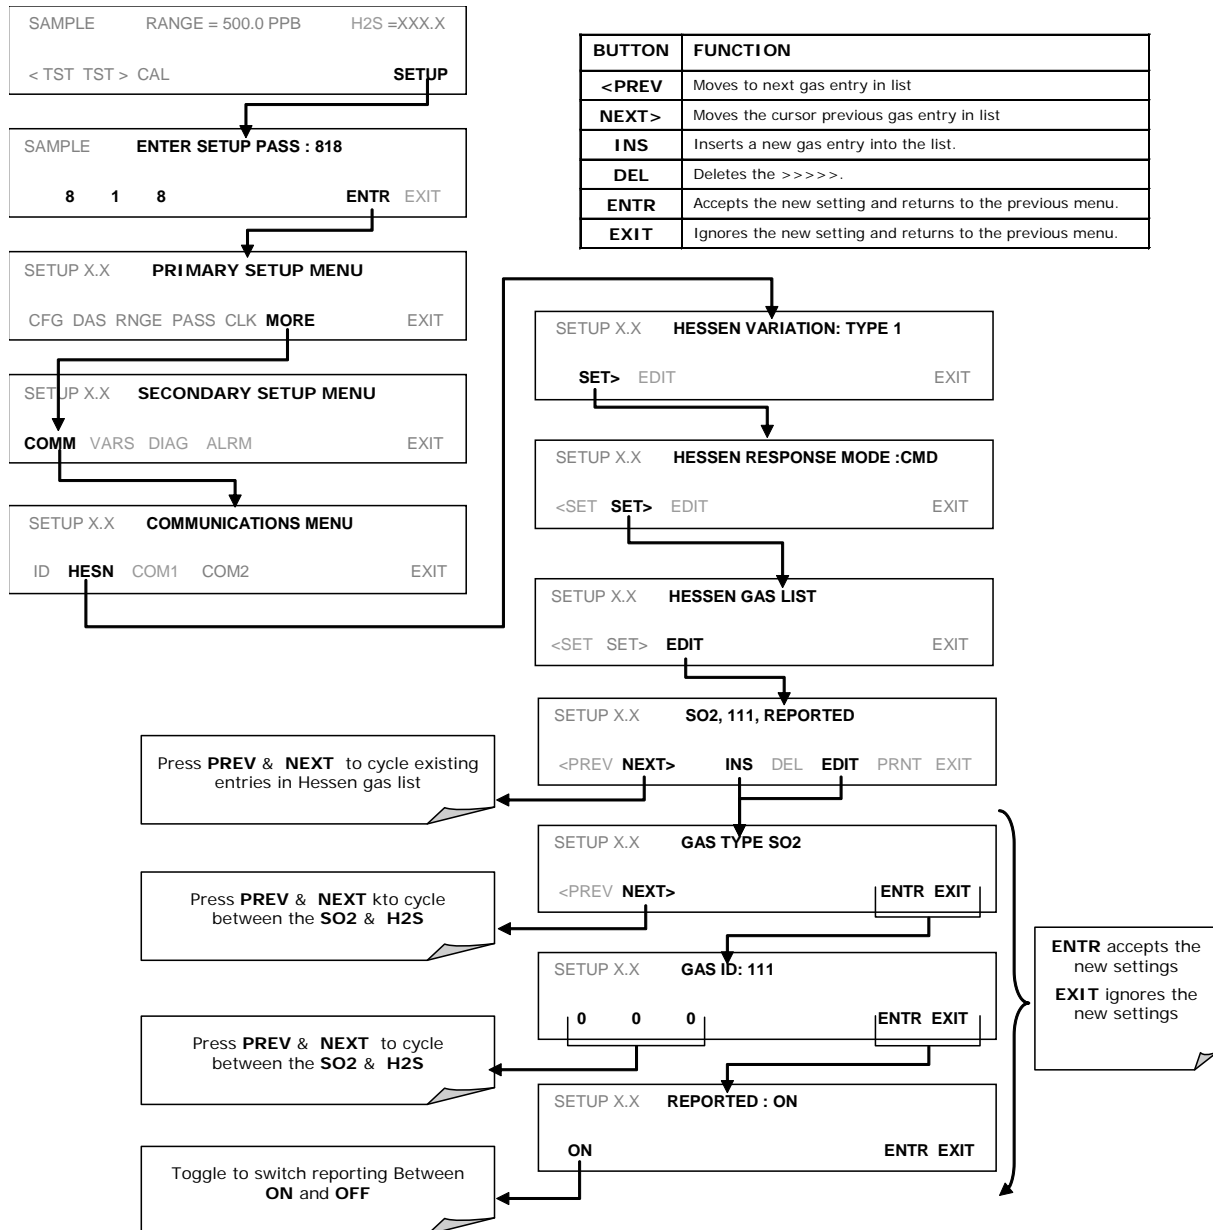 SAMPLE RANGE = 500.0 PPB H2S =XXX.X
< TST TST > CAL SETUP
SAMPLE ENTER SETUP PASS : 818
8 1 8 ENTR EXIT
SETUP X.X PRIMARY SETUP MENU
CFG DAS RNGE PASS CLK MORE EXIT
SETUP X.X SECONDARY SETUP MENU
COMM VARS DIAG ALRM EXIT
SETUP X.X COMMUNICATIONS MENU
ID HESN COM1 COM2 EXIT
BUTTON FUNCTION
<PREV Moves to next gas entry in list
NEXT> Moves the cursor previous gas entry in list
INS Inserts a new gas entry into the list.
DEL Deletes the >>>>>.
ENTR Accepts the new setting and returns to the previous menu.
EXIT Ignores the new setting and returns to the previous menu.
SETUP X.X HESSEN VARIATION: TYPE 1
SET> EDIT EXIT
SETUP X.X HESSEN RESPONSE MODE :CMD
<SET SET> EDIT EXIT
SETUP X.X HESSEN GAS LIST
<SET SET> EDIT EXIT
SETUP X.X SO2, 111, REPORTED
<PREV NEXT> INS DEL EDIT PRNT EXIT
Press PREV & NEXT to cycle existing
entries in Hessen gas list
SETUP X.X GAS TYPE SO2
<PREV NEXT> ENTR EXIT
Press PREV & NEXT kto cycle
between the SO2 & H2S
SETUP X.X GAS ID: 111
0 0 0 ENTR EXIT
Press PREV & NEXT to cycle
between the SO2 & H2S
SETUP X.X REPORTED : ON
ON ENTR EXIT
Toggle to switch reporting Between
ON and OFF
ENTR accepts the
new settings
EXIT ignores the
new settings